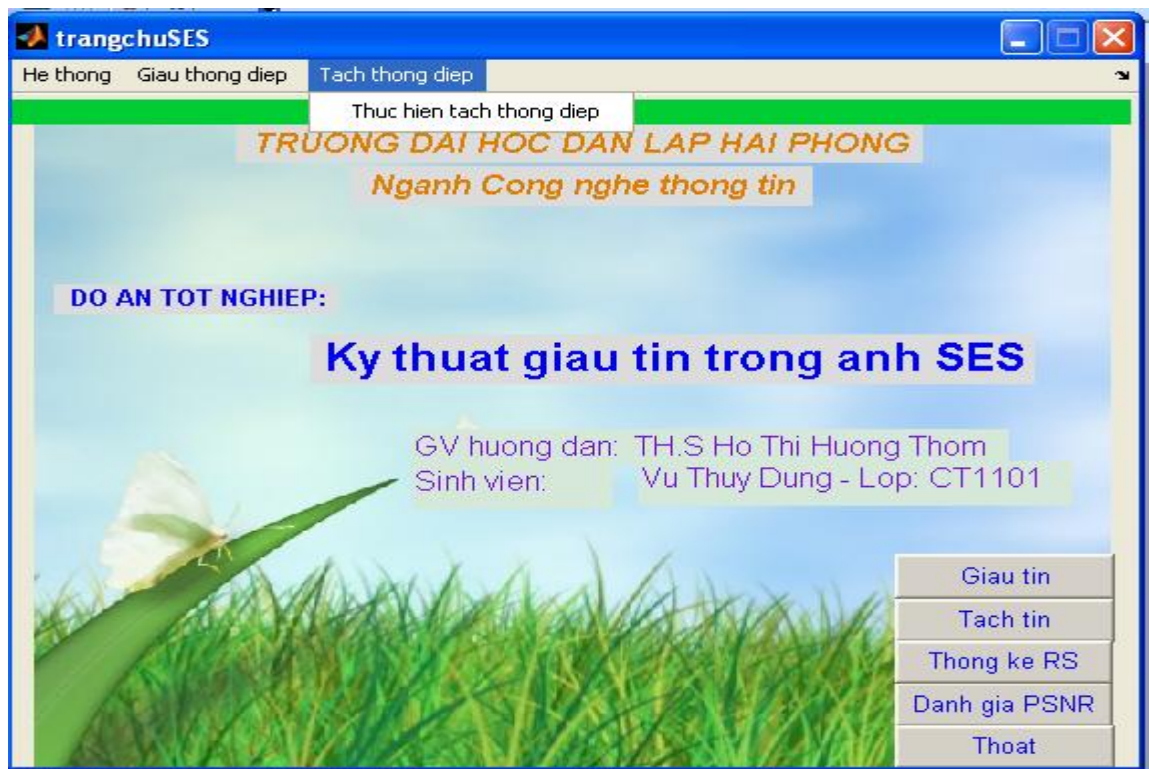 trangchuSES
He thong Giau thong diep Tach thong diep
Thuc hien tach thong diep
TRUONG DAI HOC DAN LAP HAI PHONG
Nganh Cong nghe thong tin
DO AN TOT NGHIEP:
Ky thuat giau tin trong anh SES
GV huong dan: TH.S Ho Thi Huong Thom
Sinh vien: Vu Thuy Dung - Lop: CT1101
Giau tin
Tach tin
Thong ke RS
Danh gia PSNR
Thoat